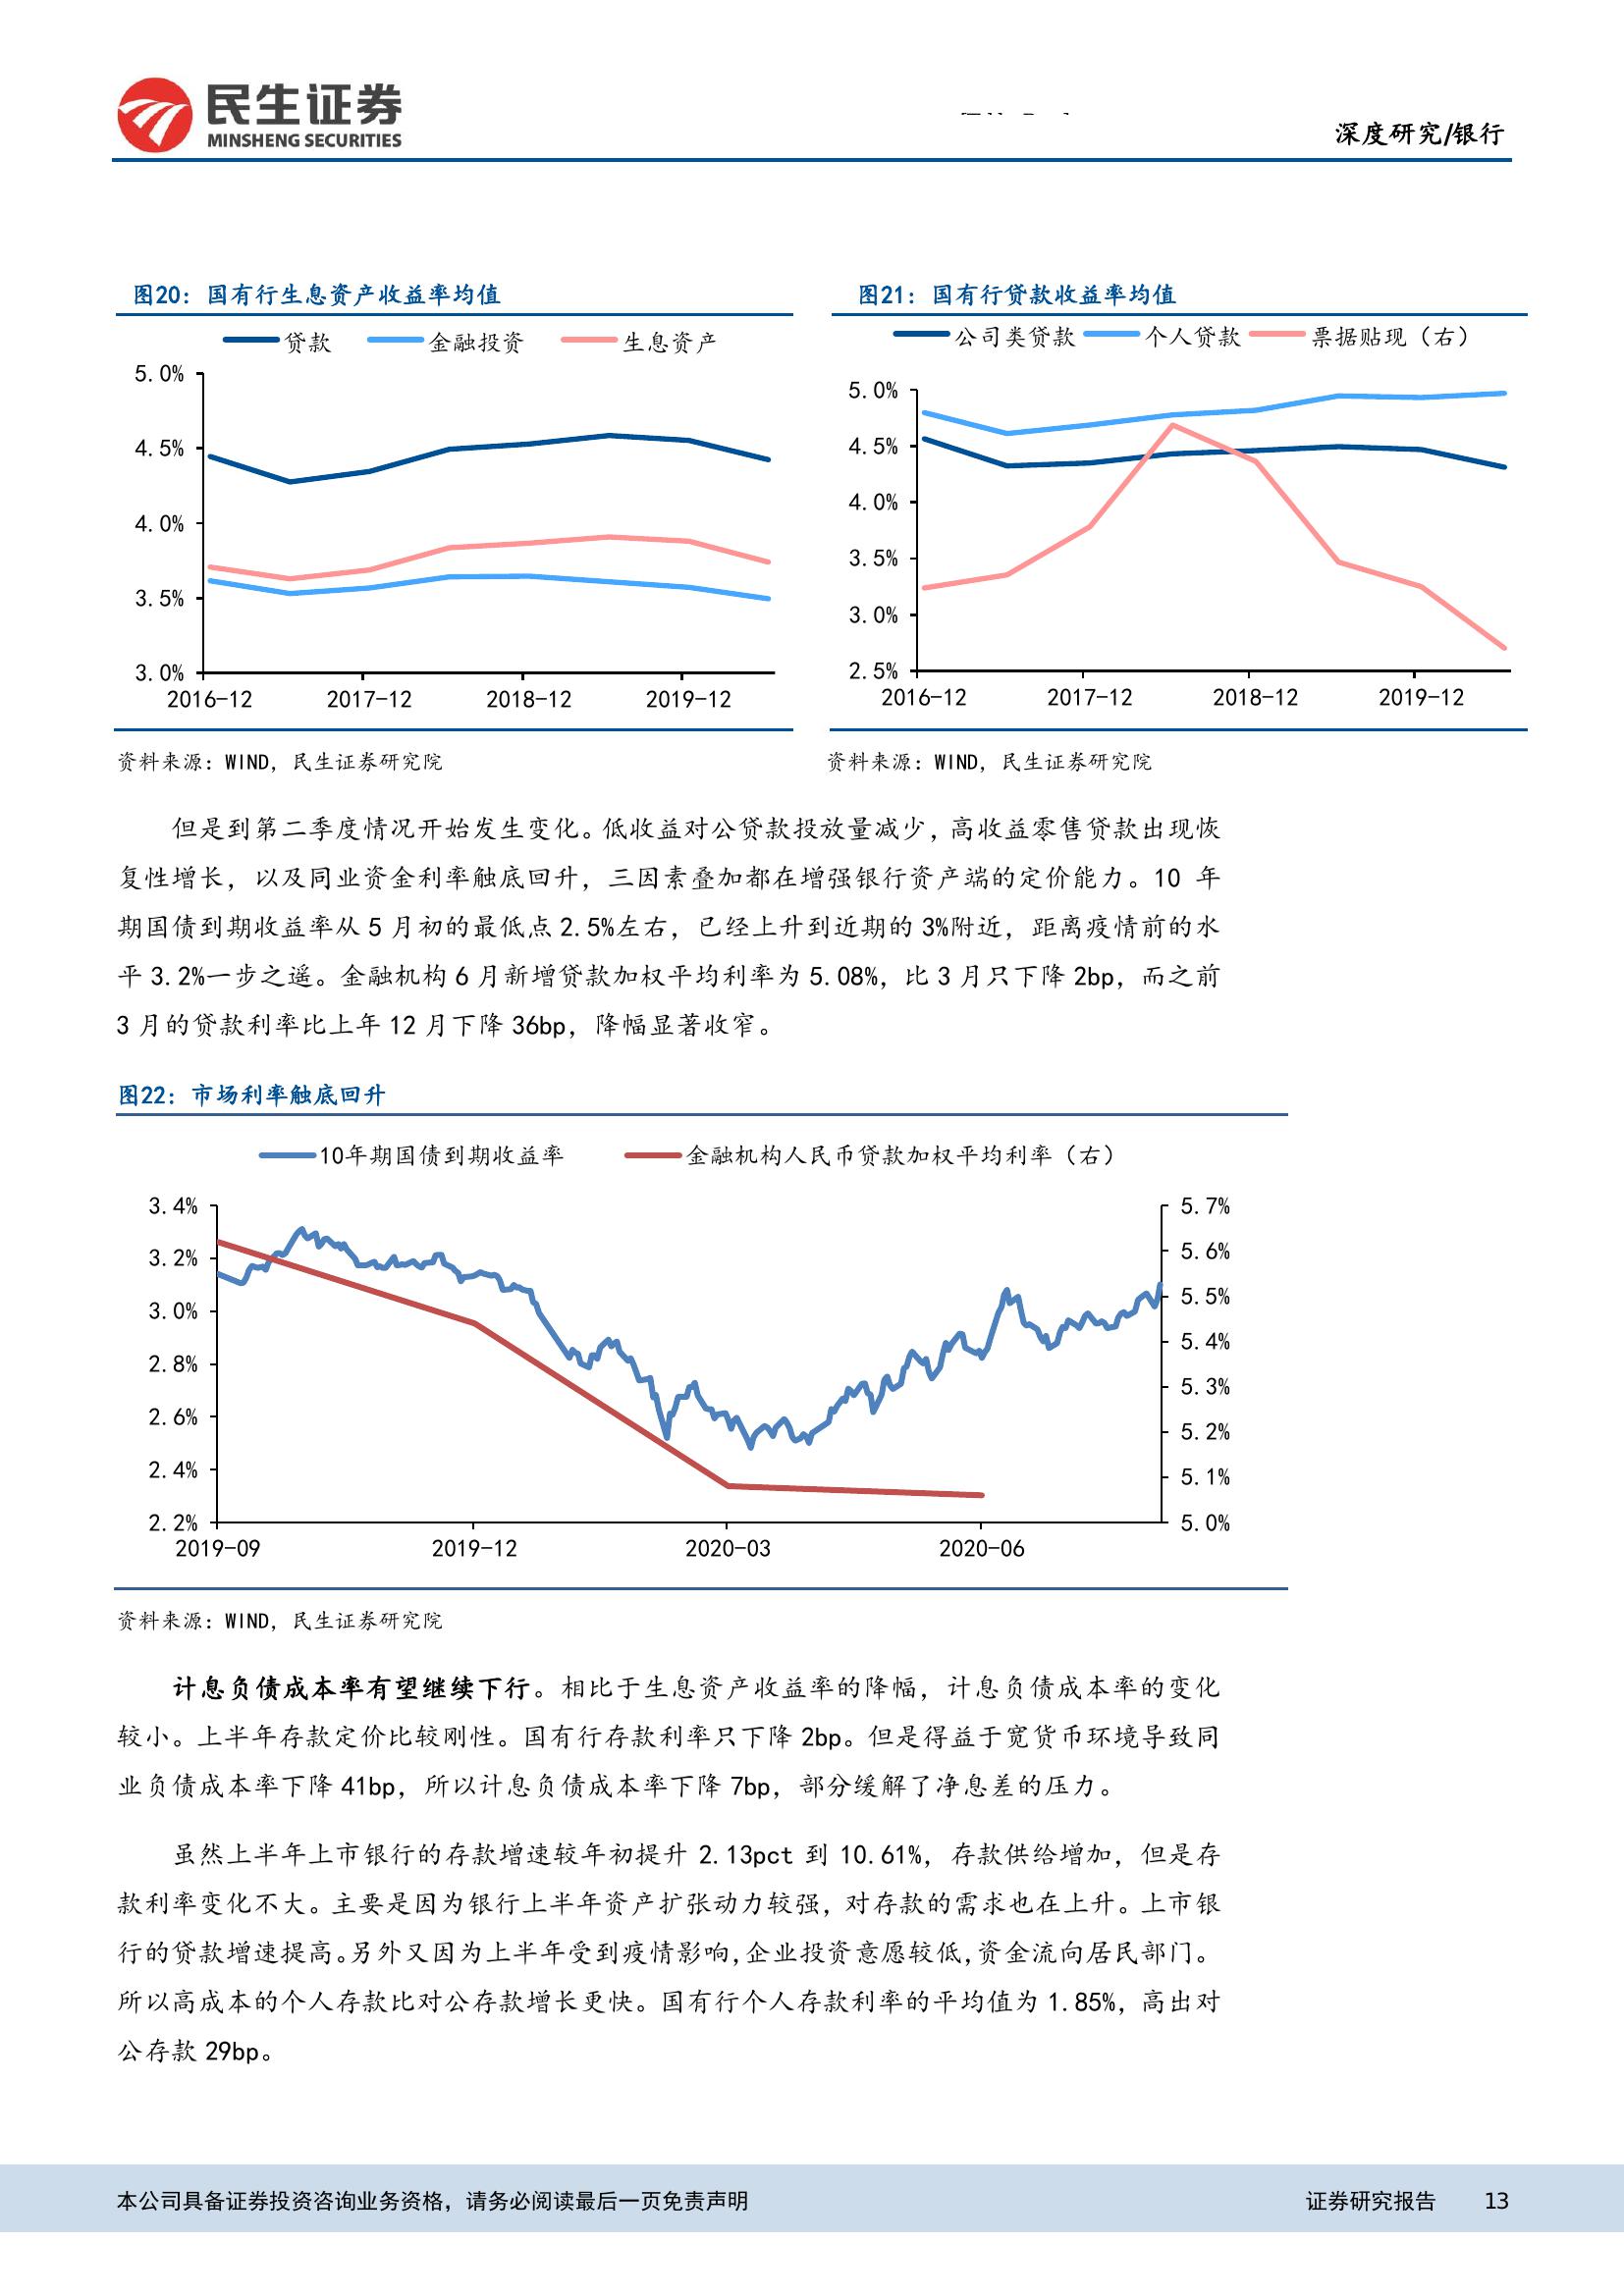 民生证券
MINSHENG SECURITIES
深度研究/银行
图20：国有行生息资产收益率均值
贷款 金融投资 生息资产
5.0%
4.5%
4.0%
3.5%
3.0%
2016-12 2017-12 2018-12 2019-12
资料来源：WIND，民生证券研究院
图21：国有行贷款收益率均值
公司类贷款 个人贷款 票据贴现（右）
5.0%
4.5%
4.0%
3.5%
3.0%
2.5%
2016-12 2017-12 2018-12 2019-12
资料来源：WIND，民生证券研究院
但是到第二季度情况开始发生变化。低收益对公贷款投放量减少，高收益零售贷款出现恢
复性增长，以及同业资金利率触底回升，三因素叠加都在增强银行资产端的定价能力。10 年
期国债到期收益率从 5 月初的最低点 2.5%左右，已经上升到近期的 3%附近，距离疫情前的水
平 3.2%一步之遥。金融机构 6 月新增贷款加权平均利率为 5.08%，比 3 月只下降 2bp，而之前
3 月的贷款利率比上年 12 月下降 36bp，降幅显著收窄。
图22：市场利率触底回升
10年期国债到期收益率 金融机构人民币贷款加权平均利率（右）
3.4%
3.2%
3.0%
2.8%
2.6%
2.4%
2.2%
5.7%
5.6%
5.5%
5.4%
5.3%
5.2%
5.1%
5.0%
2019-09 2019-12 2020-03 2020-06
资料来源：WIND，民生证券研究院
计息负债成本率有望继续下行。相比于生息资产收益率的降幅，计息负债成本率的变化
较小。上半年存款定价比较刚性。国有行存款利率只下降 2bp。但是得益于宽货币环境导致同
业负债成本率下降 41bp，所以计息负债成本率下降 7bp，部分缓解了净息差的压力。
虽然上半年上市银行的存款增速较年初提升 2.13pct 到 10.61%，存款供给增加，但是存
款利率变化不大。主要是因为银行上半年资产扩张动力较强，对存款的需求也在上升。上市银
行的贷款增速提高。另外又因为上半年受到疫情影响，企业投资意愿较低，资金流向居民部门。
所以高成本的个人存款比对公存款增长更快。国有行个人存款利率的平均值为 1.85%，高出对
公存款 29bp。
本公司具备证券投资咨询业务资格，请务必阅读最后一页免责声明
证券研究报告 13